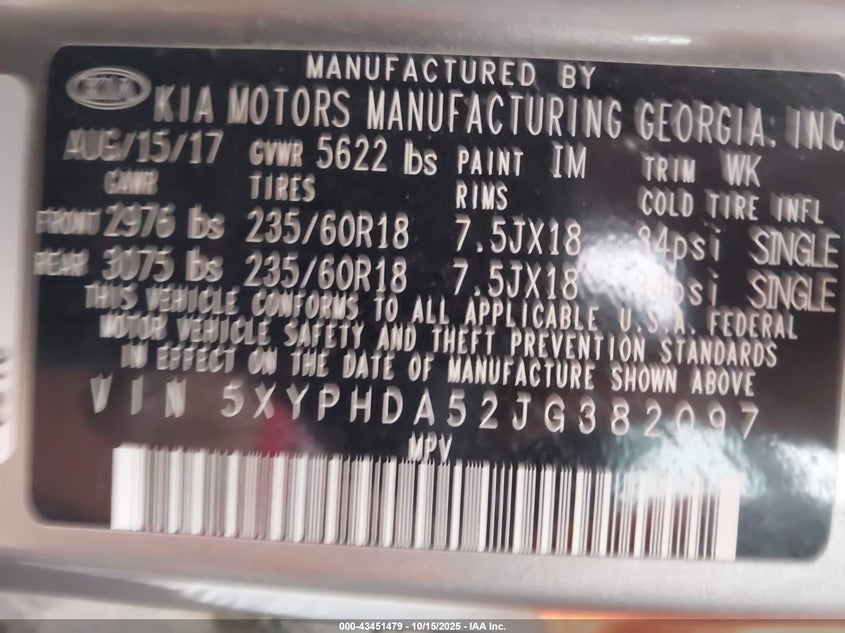 MANUFACTURED BY
KIA KIA MOTORS MANUFACTURING GEORGIA, INC
AUG/15/17 GVWR 5622 lbs PAINT IM TRIM WK
GAWR TIRES RIMS COLD TIRE INFL
FRONT 2976 lbs 235/60R18 7.5JX18 34psi SINGLE
REAR 3075 lbs 235/60R18 7.5JX18 34psi SINGLE
THIS VEHICLE CONFORMS TO ALL APPLICABLE U.S.A. FEDERAL
MOTOR VEHICLE SAFETY AND THEFT PREVENTION STANDARDS
IN EFFECT ON THE DATE OF MANUFACTURE SHOWN ABOVE
VIN 5XYPHDA52JG382097
MPV
000-43451479 - 10/15/2025 - IAA Inc.